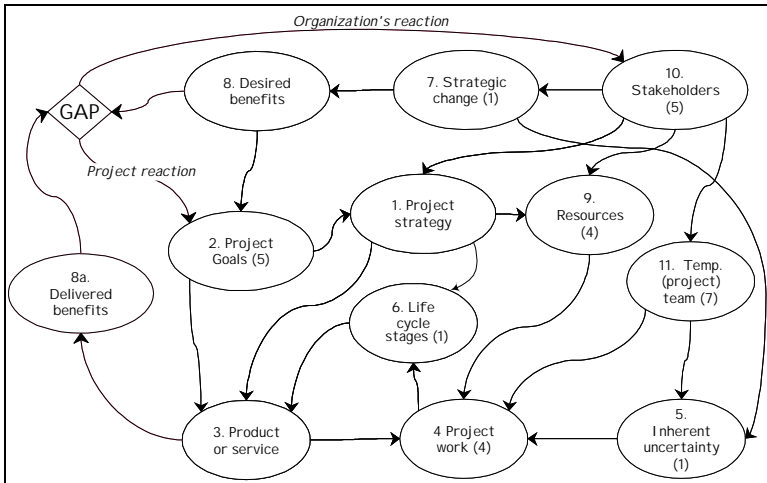 Organization's reaction
GAP
8. Desired
benefits
7. Strategic
change (1)
10.
Stakeholders
(5)
Project reaction
1. Project
strategy
9.
Resources
(4)
2. Project
Goals (5)
8a.
Delivered
benefits
11. Temp.
(project)
team (7)
6. Life
cycle
stages (1)
3. Product
or service
4 Project
work (4)
5.
Inherent
uncertainty
(1)